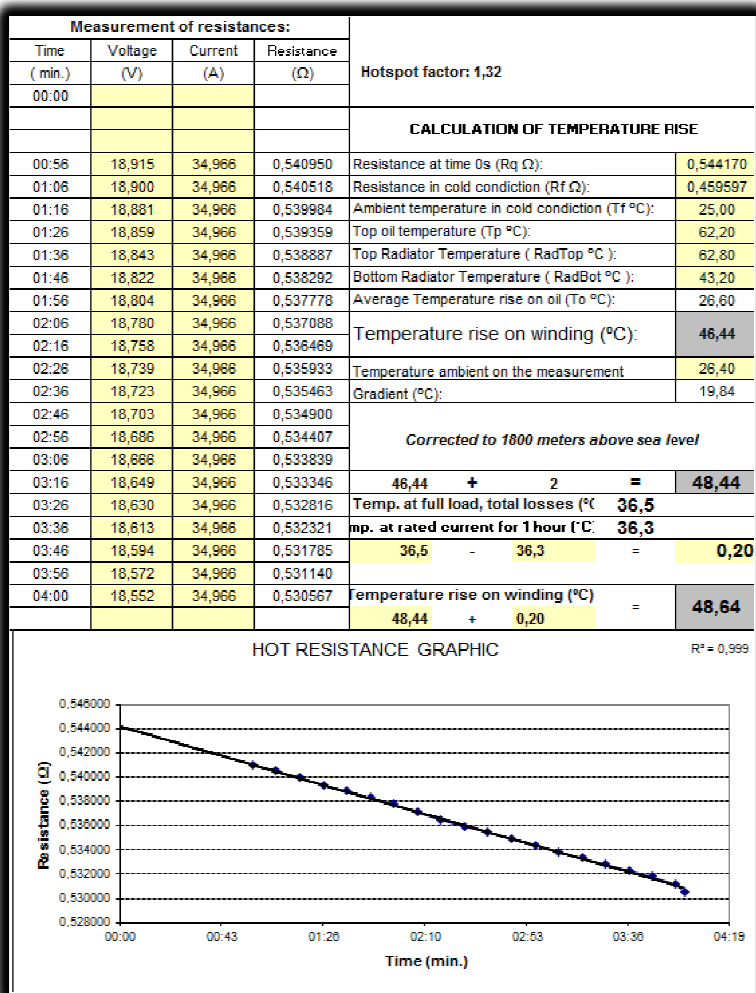 Measurement of resistances:
Time Voltage Current Resistance
( min.) (V) (A) (Ω) Hotspot factor: 1,32
00:00
CALCULATION OF TEMPERATURE RISE
00:56 18,915 34,966 0,540950 Resistance at time 0s (Rq Ω): 0,544170
01:06 18,900 34,966 0,540518 Resistance in cold condition (Rf Ω): 0,459597
01:16 18,881 34,966 0,539984 Ambient temperature in cold condition (Tf ºC): 25,00
01:26 18,859 34,966 0,539359 Top oil temperature (Tp ºC): 62,20
01:36 18,843 34,966 0,538887 Top Radiator Temperature ( RadTop ºC ): 62,80
01:46 18,822 34,966 0,538292 Bottom Radiator Temperature ( RadBot ºC ): 43,20
01:56 18,804 34,966 0,537778 Average Temperature rise on oil (To ºC): 26,60
02:06 18,780 34,966 0,537088
Temperature rise on winding (ºC): 46,44
02:16 18,758 34,966 0,536469
02:26 18,739 34,966 0,535933 Temperature ambient on the measurement 26,40
02:36 18,723 34,966 0,535463 Gradient (ºC): 19,84
02:46 18,703 34,966 0,534900
02:56 18,686 34,966 0,534407 Corrected to 1800 meters above sea level
03:06 18,666 34,966 0,533839
03:16 18,649 34,966 0,533346 46,44 + 2 = 48,44
03:26 18,630 34,966 0,532816 Temp. at full load, total losses (º( 36,5
03:36 18,613 34,966 0,532321 mp. at rated current for 1 hour (°C 36,3
03:46 18,594 34,966 0,531785 36,5 - 36,3 = 0,20
03:56 18,572 34,966 0,531140
04:00 18,552 34,966 0,530567 Temperature rise on winding (ºC) = 48,64
48,44 + 0,20
HOT RESISTANCE GRAPHIC R² = 0,999
0,546000
0,544000
0,542000
0,540000
0,538000
0,536000
0,534000
0,532000
0,530000
0,528000
Resistance (Ω)
00:00 00:43 01:26 02:10 02:53 03:36 04:19
Time (min.)